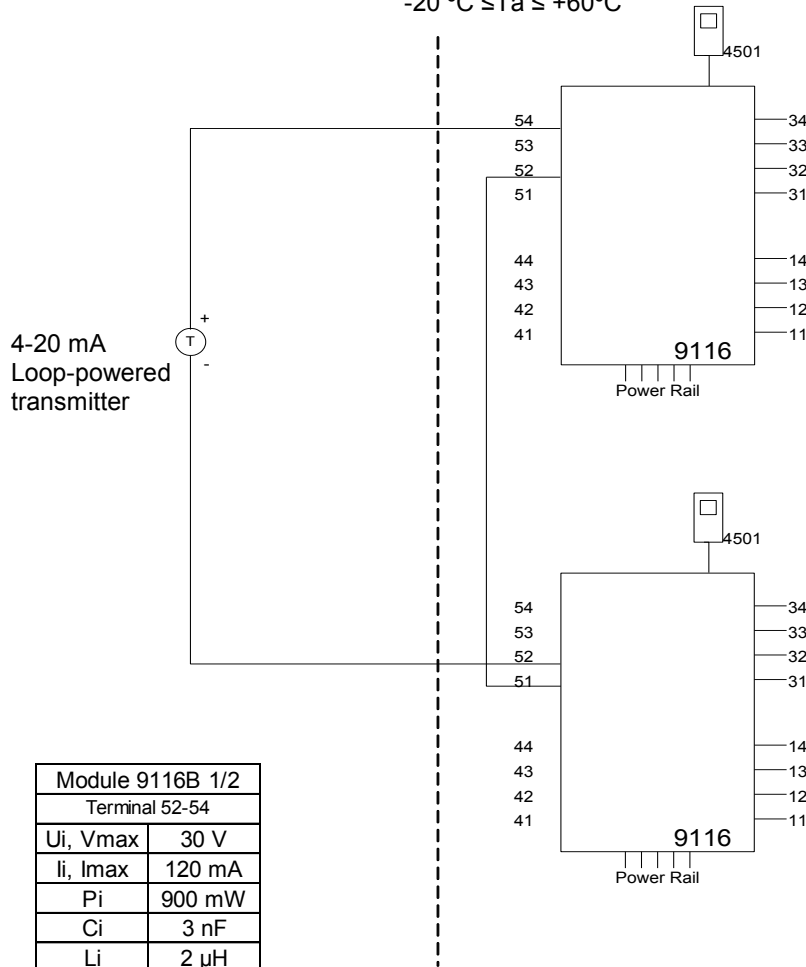 -20 °C ≤Ta ≤ +60°C
4501
54
53
52
51
44
43
42
41
34
33
32
31
14
13
12
11
9116
Power Rail
+
T
-
4-20 mA
Loop-powered
transmitter
4501
54
53
52
51
44
43
42
41
34
33
32
31
14
13
12
11
9116
Power Rail
Module 9116B 1/2
Terminal 52-54
Ui, Vmax 30 V
Ii, Imax 120 mA
Pi 900 mW
Ci 3 nF
Li 2 µH